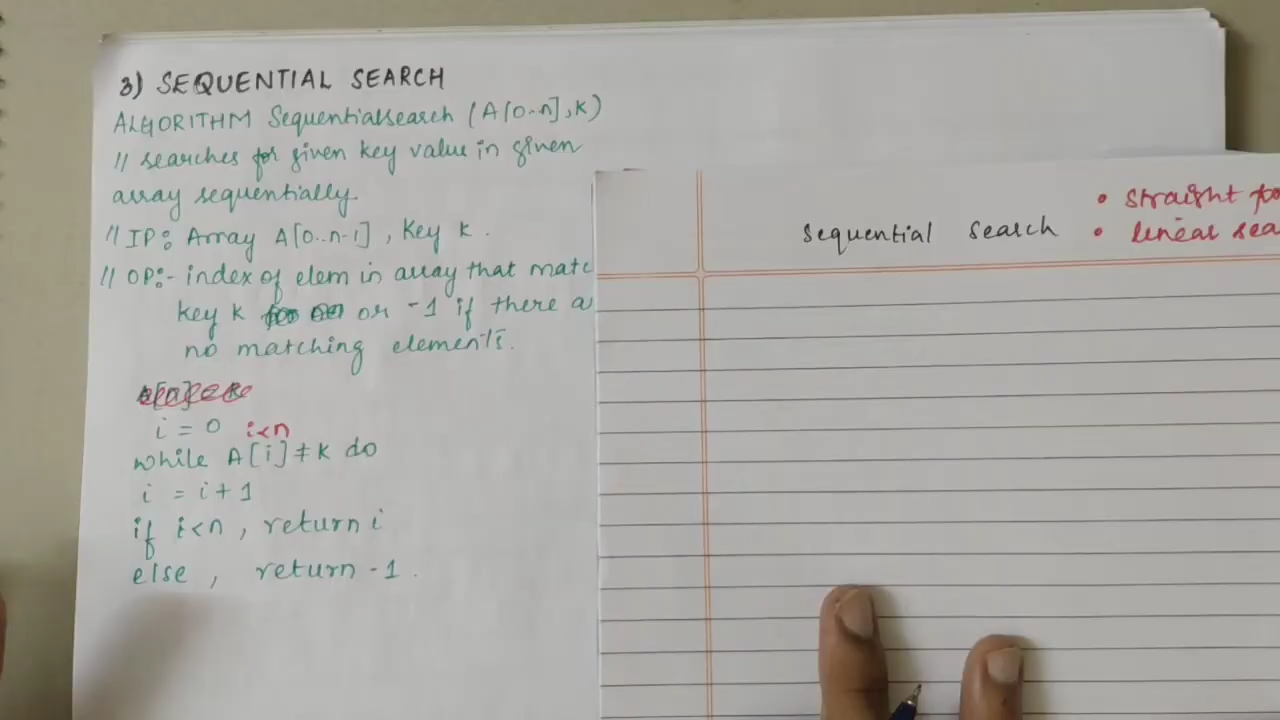 3) SEQUENTIAL SEARCH
ALGORITHM Sequentialsearch (A[0..n], K)
// searches for given key value in given
array sequentially.
// IP: Array A[0..n-1], Key K.
// OP:- index of elem in array that matc
key K or -1 if there a
no matching elements.
i = 0 i<n
while A[i] ≠ K do
i = i+1
if i<n, return i
else, return -1.
• straight fo
Sequential Search • linear sea